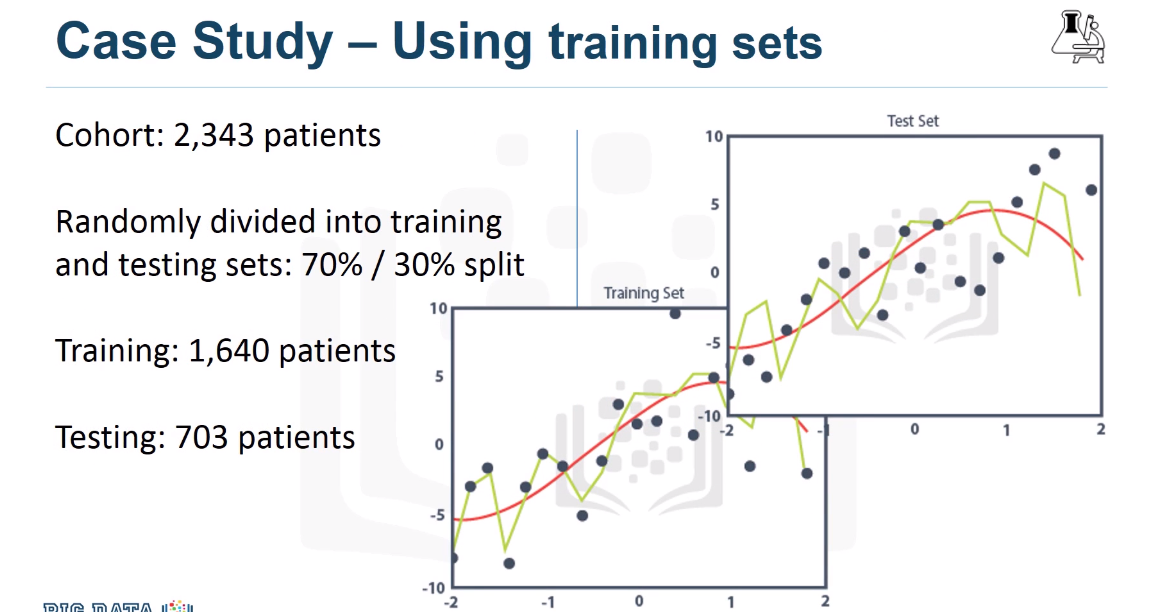 Case Study – Using training sets
Cohort: 2,343 patients
Randomly divided into training
and testing sets: 70% / 30% split
Training: 1,640 patients
Testing: 703 patients
Training Set
10
5
0
-5
-10
-2
-1
0
1
2
Test Set
10
5
0
-5
-10
-2
-1
0
1
2
BIG DATA